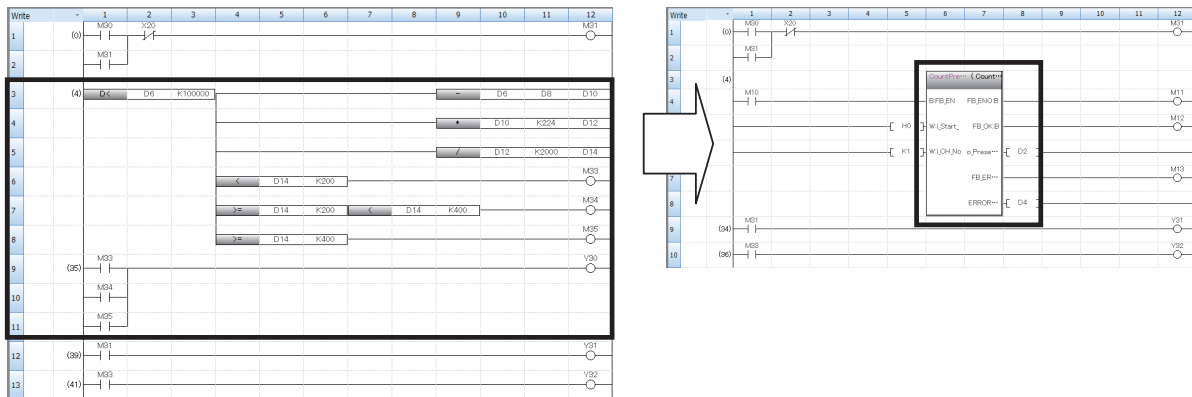 Write 1 2 3 4 5 6 7 8 9 10 11 12
M30 X20 M31
1 (0)
M31
2
3 (4) D< D6 K100000 - D6 D8 D10
4 * D10 K224 D12
5 / D12 K2000 D14
M33
6 < D14 K200
M34
7 >= D14 K200 < D14 K400
M35
8 >= D14 K400
M33 Y30
9 (35)
M34
10
M35
11
M31 Y31
12 (39)
M33 Y32
13 (41)
Write 1 2 3 4 5 6 7 8 9 10 11 12
M30 X20 M31
1 (0)
M31
2
3 (4) CountPre… (Count…
M10 M11
4 B:FB_EN FB_ENO:B
M12
H0 W:i_Start_ FB_OK:B
K1 W:i_CH_No o_Prese… D2
M13
7 FB_ER…
8 ERROR… D4
M31 Y31
9 (34)
M33 Y32
10 (36)